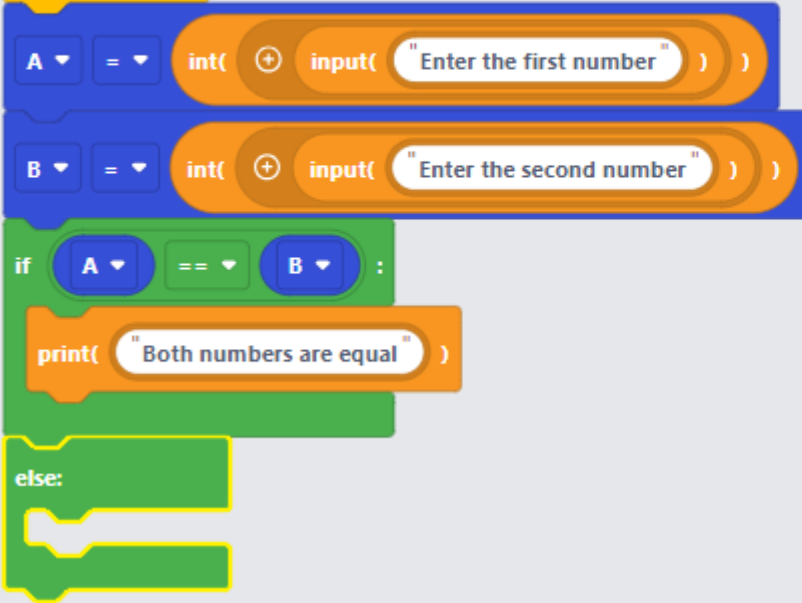 A = int( input( "Enter the first number" ) )
B = int( input( "Enter the second number" ) )
if A == B :
print( "Both numbers are equal" )
else: